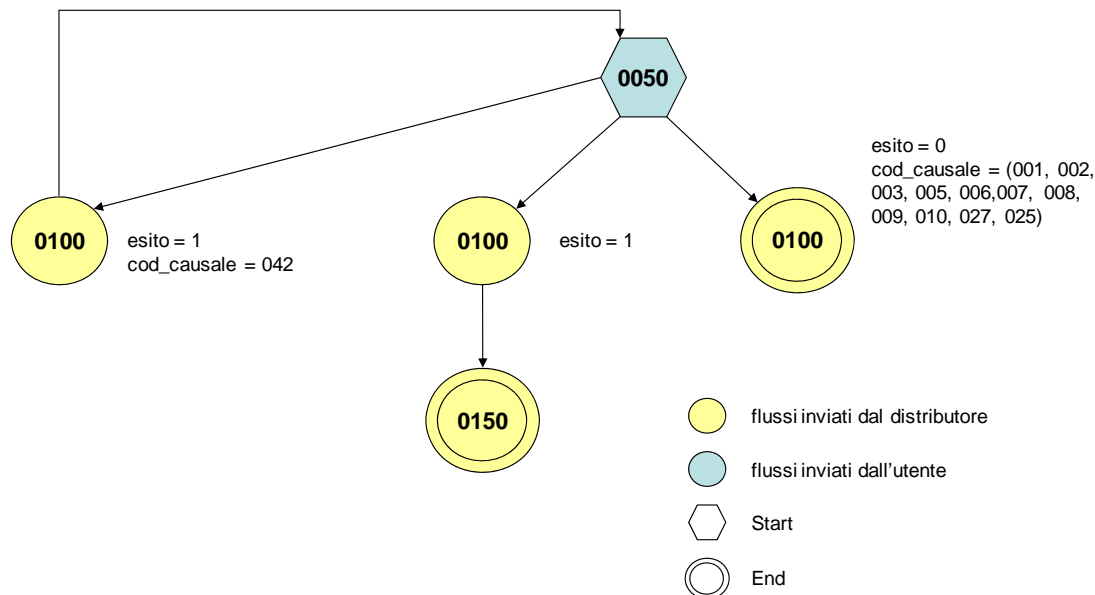 0050
esito = 0
cod_causale = (001, 002,
003, 005, 006,007, 008,
009, 010, 027, 025)
0100
esito = 1
cod_causale = 042
0100
esito = 1
0100
0150
flussi inviati dal distributore
flussi inviati dall'utente
Start
End